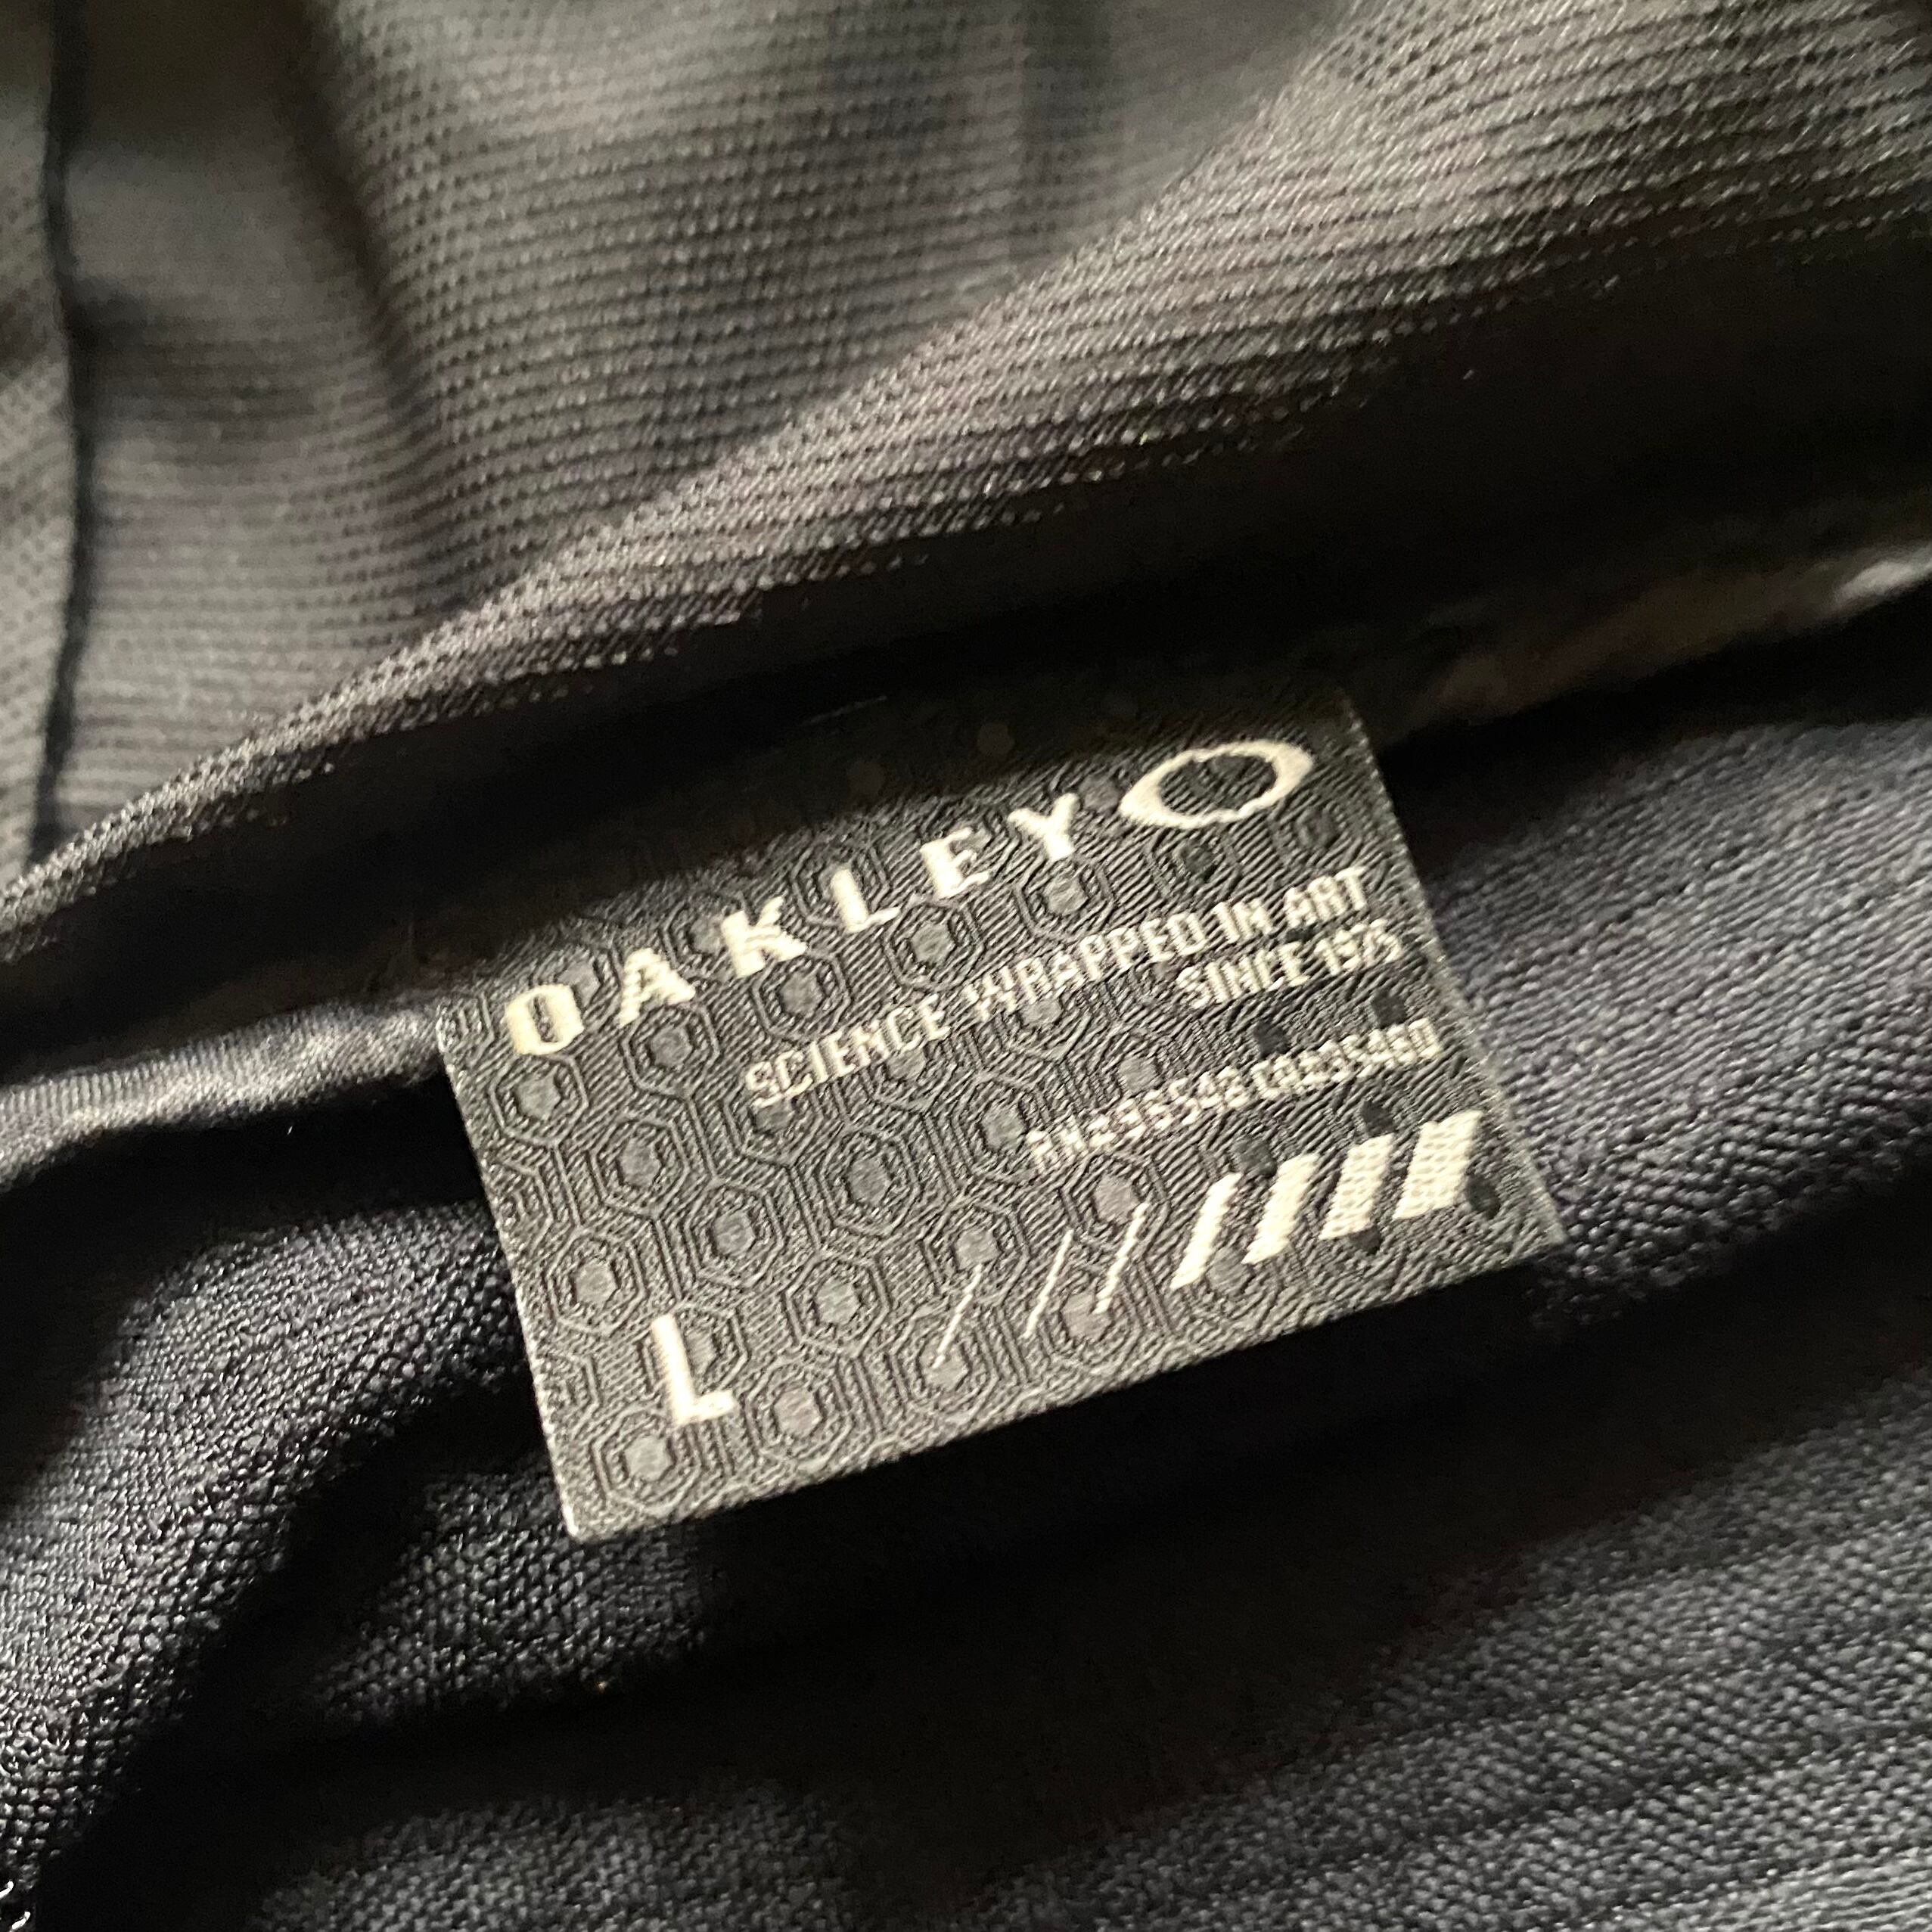 OAKLEY
SCIENCE WRAPPED IN ART
SINCE 1975
L